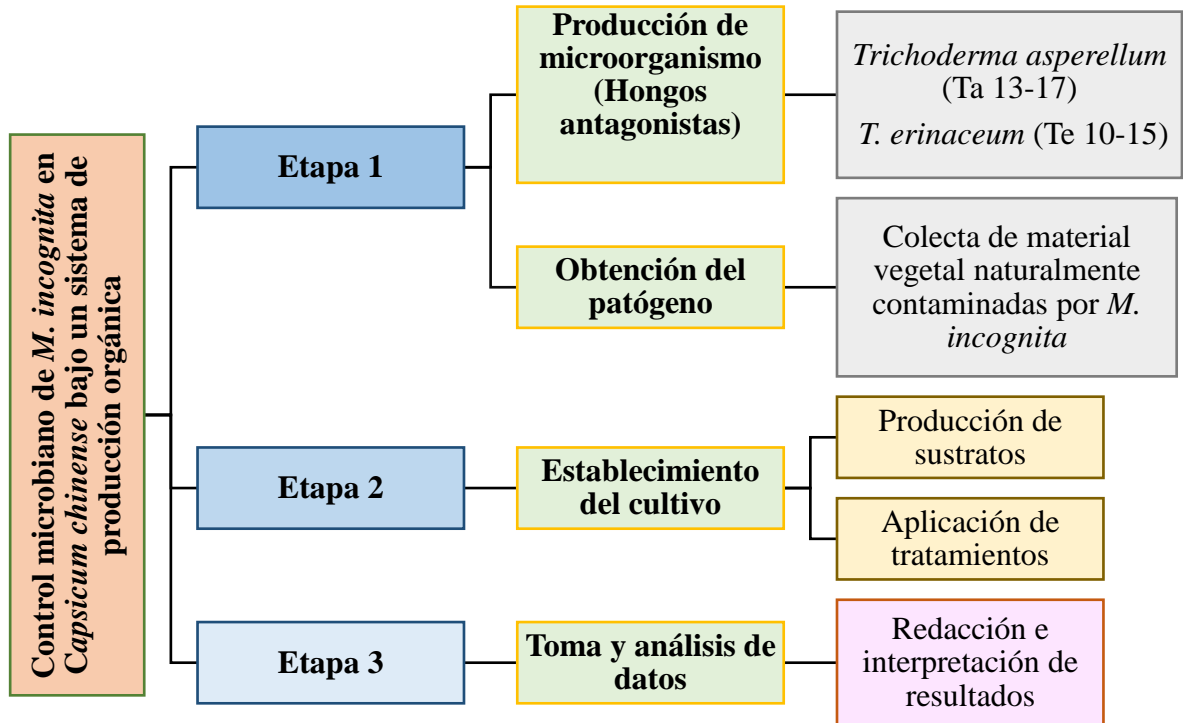 Control microbiano de M. incognita en
Capsicum chinense bajo un sistema de
producción orgánica
Etapa 1
Producción de
microorganismo
(Hongos
antagonistas)
Trichoderma asperellum
(Ta 13-17)
T. erinaceum (Te 10-15)
Obtención del
patógeno
Colecta de material
vegetal naturalmente
contaminadas por M.
incognita
Etapa 2
Establecimiento
del cultivo
Producción de
sustratos
Aplicación de
tratamientos
Etapa 3
Toma y análisis de
datos
Redacción e
interpretación de
resultados